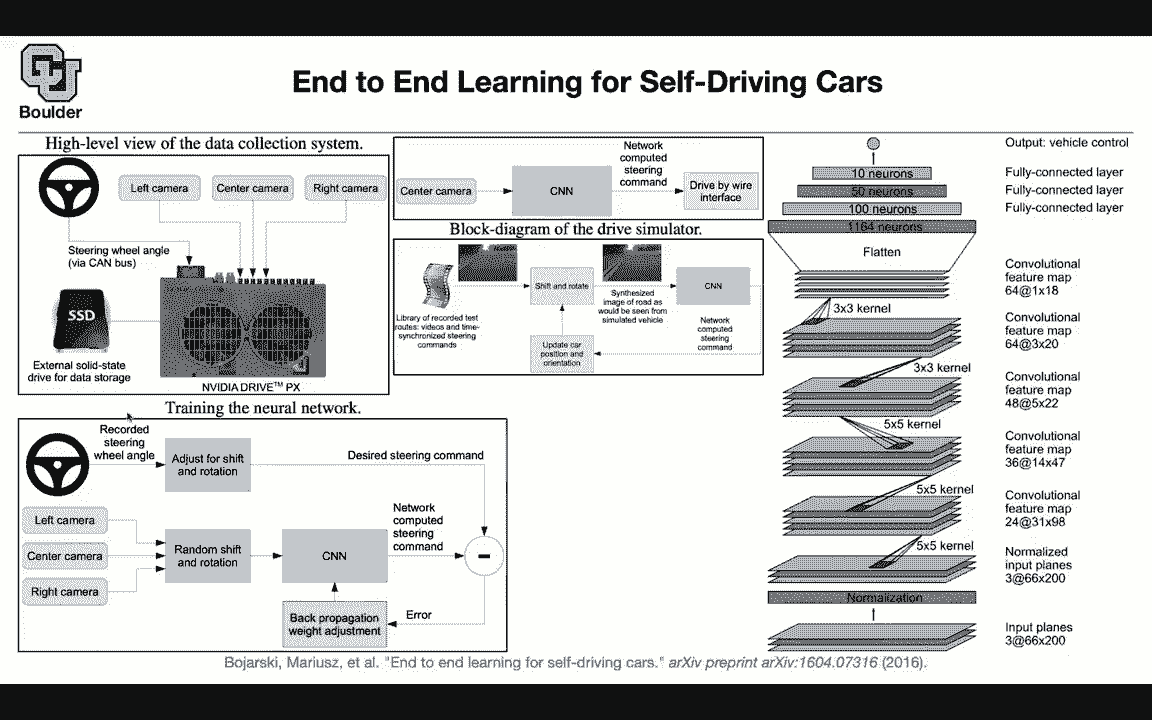 Boulder
End to End Learning for Self-Driving Cars
High-level view of the data collection system.
Left camera
Center camera
Right camera
Steering wheel angle
(via CAN bus)
SSD
External solid-state
drive for data storage
NVIDIA DRIVE™ PX
Center camera
CNN
Network
computed
steering
command
Drive by wire
interface
Block-diagram of the drive simulator.
Library of recorded test
routes: videos and time-
synchronized steering
commands
Shift and rotate
Synthesized
image of road as
would be seen from
simulated vehicle
CNN
Network
computed
steering
command
Update car
position and
orientation
Training the neural network.
Recorded
steering
wheel angle
Adjust for shift
and rotation
Desired steering command
Left camera
Center camera
Right camera
Random shift
and rotation
CNN
Network
computed
steering
command
-
Back propagation
weight adjustment
Error
Output: vehicle control
10 neurons
Fully-connected layer
50 neurons
Fully-connected layer
100 neurons
Fully-connected layer
1164 neurons
Flatten
Convolutional
feature map
64@1x18
3x3 kernel
Convolutional
feature map
64@3x20
3x3 kernel
Convolutional
feature map
48@5x22
5x5 kernel
Convolutional
feature map
36@14x47
5x5 kernel
Convolutional
feature map
24@31x98
5x5 kernel
Normalized
input planes
3@66x200
Normalization
Input planes
3@66x200
Bojarski, Mariusz, et al. "End to end learning for self-driving cars." arXiv preprint arXiv:1604.07316 (2016).